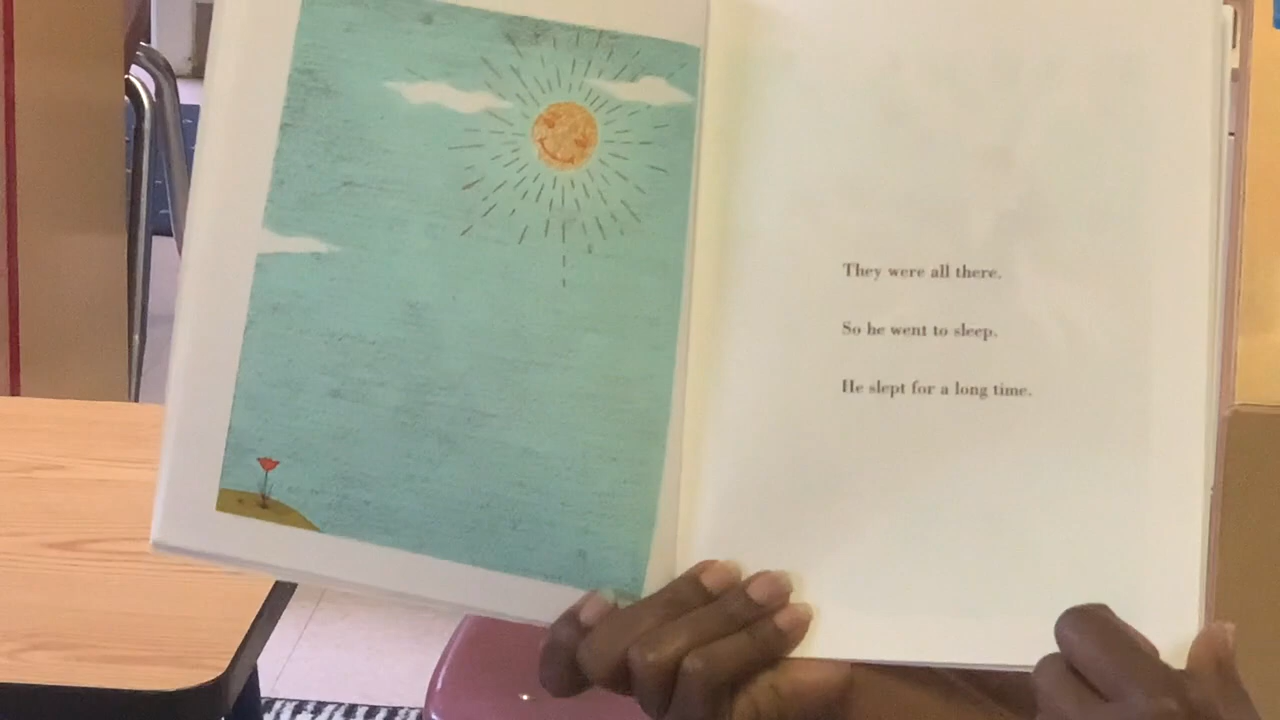 They were all there.
So he went to sleep.
He slept for a long time.